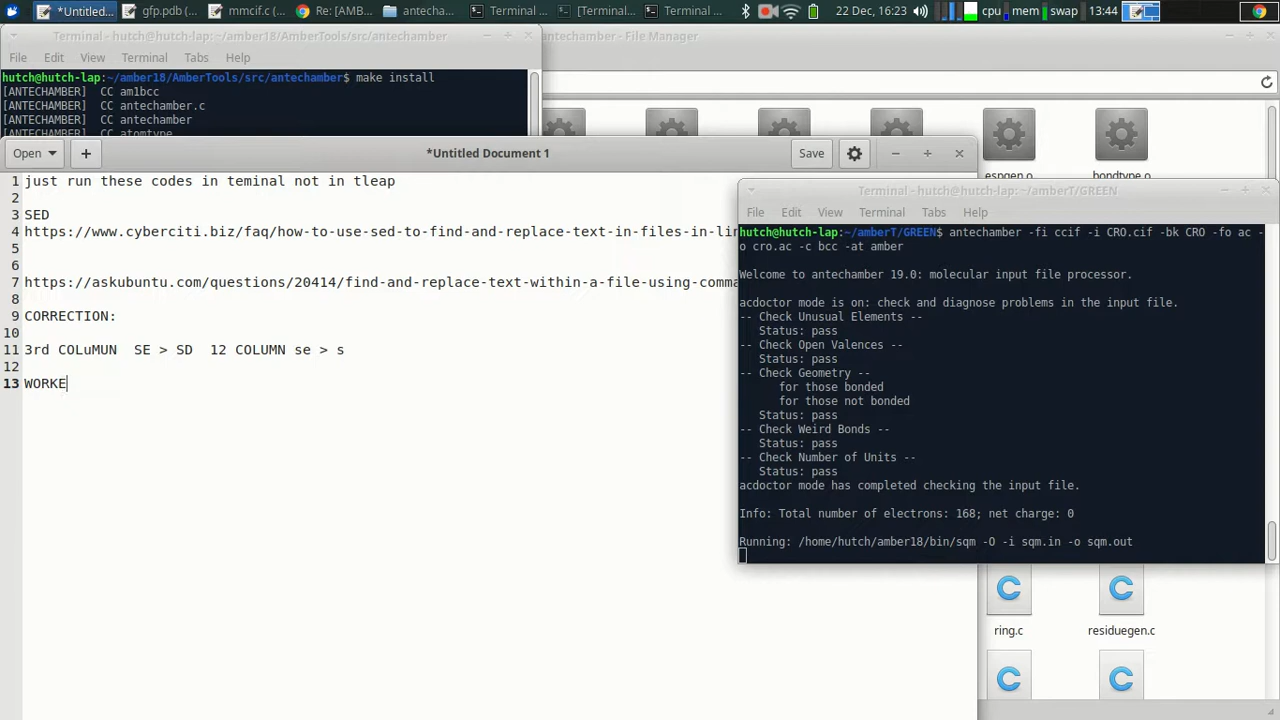 *Untitled...
gfp.pdb (...
mmcif.c (...
Re: [AMB...
antecha...
Terminal ...
[Terminal...
Terminal ...
22 Dec, 16:23
cpu
mem
swap
13:44
Terminal - hutch@hutch-lap: ~/amber18/AmberTools/src/antechamber
antechamber - File Manager
File Edit View Terminal Tabs Help
hutch@hutch-lap:~/amber18/AmberTools/src/antechamber$ make install
[ANTECHAMBER] CC am1bcc
[ANTECHAMBER] CC antechamber.c
[ANTECHAMBER] CC antechamber
[ANTECHAMBER] CC atomtype
espgen.o
bondtype.o
Open
*Untitled Document 1
Save
1 just run these codes in teminal not in tleap
2
3 SED
4 https://www.cyberciti.biz/faq/how-to-use-sed-to-find-and-replace-text-in-files-in-lin
5
6
7 https://askubuntu.com/questions/20414/find-and-replace-text-within-a-file-using-comma
8
9 CORRECTION:
10
11 3rd COLuMUN SE > SD 12 COLUMN se > s
12
13 WORKE
Terminal - hutch@hutch-lap: ~/amberT/GREEN
File Edit View Terminal Tabs Help
hutch@hutch-lap:~/amberT/GREEN$ antechamber -fi ccif -i CRO.cif -bk CRO -fo ac -
o cro.ac -c bcc -at amber
Welcome to antechamber 19.0: molecular input file processor.
acdoctor mode is on: check and diagnose problems in the input file.
-- Check Unusual Elements --
Status: pass
-- Check Open Valences --
Status: pass
-- Check Geometry --
for those bonded
for those not bonded
Status: pass
-- Check Weird Bonds --
Status: pass
-- Check Number of Units --
Status: pass
acdoctor mode has completed checking the input file.
Info: Total number of electrons: 168; net charge: 0
Running: /home/hutch/amber18/bin/sqm -O -i sqm.in -o sqm.out
ring.c
residuegen.c